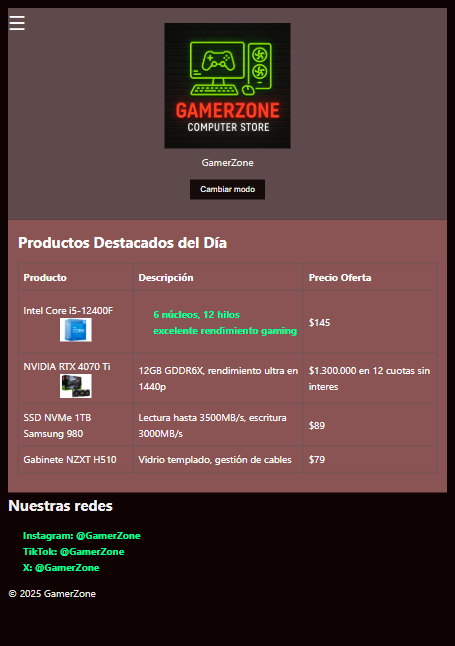 ☰
GAMERZONE
COMPUTER STORE
GamerZone
Cambiar modo
Productos Destacados del Día
Producto Descripción Precio Oferta
Intel Core i5-12400F
6 núcleos, 12 hilos
excelente rendimiento gaming
$145
NVIDIA RTX 4070 Ti
12GB GDDR6X, rendimiento ultra en
1440p
$1.300.000 en 12 cuotas sin
interes
SSD NVMe 1TB
Samsung 980
Lectura hasta 3500MB/s, escritura
3000MB/s
$89
Gabinete NZXT H510 Vidrio templado, gestión de cables $79
Nuestras redes
Instagram: @GamerZone
TikTok: @GamerZone
X: @GamerZone
© 2025 GamerZone